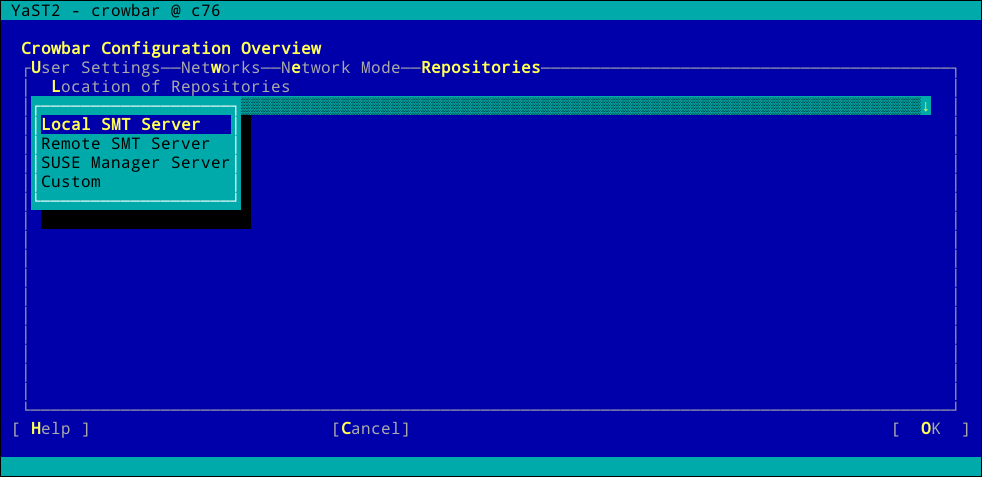 YaST2 - crowbar @ c76
Crowbar Configuration Overview
User Settings──Networks──Network Mode──Repositories
Location of Repositories
↓
Local SMT Server
Remote SMT Server
SUSE Manager Server
Custom
[ Help ] [Cancel] [ OK ]